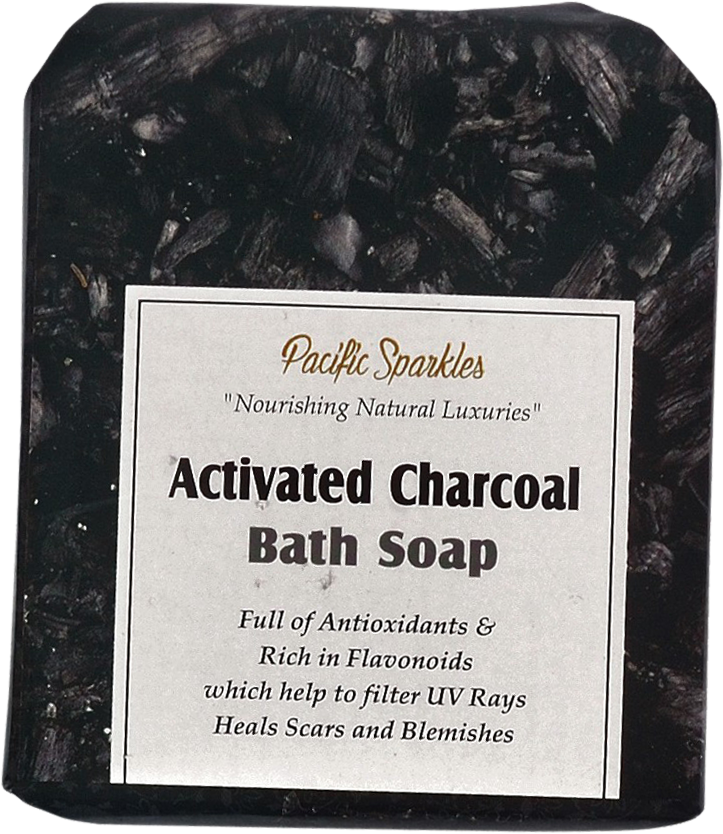 Pacific Sparkles
"Nourishing Natural Luxuries"
Activated Charcoal
Bath Soap
Full of Antioxidants &
Rich in Flavonoids
which help to filter UV Rays
Heals Scars and Blemishes